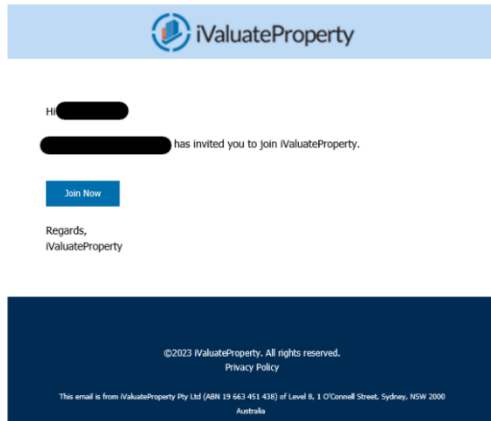 iValuateProperty
Hi
has invited you to join iValuateProperty.
Join Now
Regards,
iValuateProperty
©2023 iValuateProperty. All rights reserved.
Privacy Policy
This email is from iValuateProperty Pty Ltd (ABN 19 663 451 438) of Level 8, 1 O'Connell Street, Sydney, NSW 2000
Australia